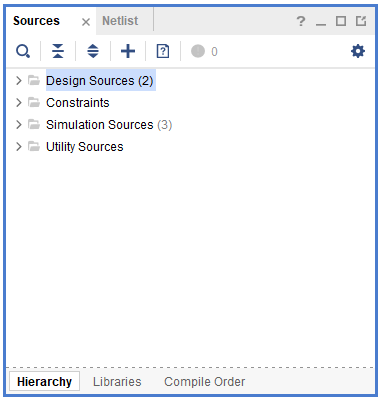 Sources Netlist
0
Design Sources (2)
Constraints
Simulation Sources (3)
Utility Sources
Hierarchy Libraries Compile Order